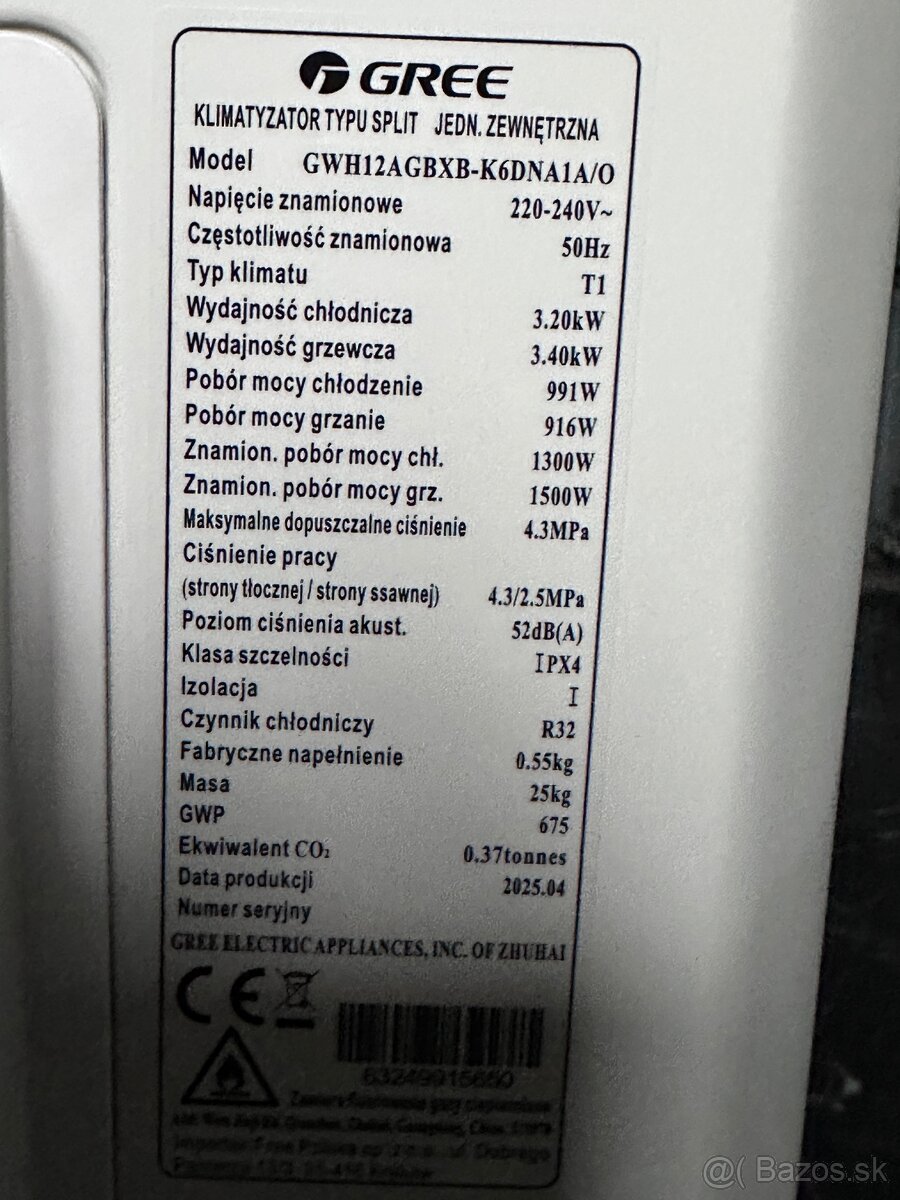 GREE
KLIMATYZATOR TYPU SPLIT JEDN. ZEWNĘTRZNA
Model GWH12AGBXB-K6DNA1A/O
Napięcie znamionowe 220-240V~
Częstotliwość znamionowa 50Hz
Typ klimatu T1
Wydajność chłodnicza 3.20kW
Wydajność grzewcza 3.40kW
Pobór mocy chłodzenie 991W
Pobór mocy grzanie 916W
Znamion. pobór mocy chł. 1300W
Znamion. pobór mocy grz. 1500W
Maksymalne dopuszczalne ciśnienie 4.3MPa
Ciśnienie pracy
(strony tłocznej / strony ssawnej) 4.3/2.5MPa
Poziom ciśnienia akust. 52dB(A)
Klasa szczelności IPX4
Izolacja I
Czynnik chłodniczy R32
Fabryczne napełnienie 0.55kg
Masa 25kg
GWP 675
Ekwiwalent CO₂ 0.37tonnes
Data produkcji 2025.04
Numer seryjny
GREE ELECTRIC APPLIANCES, INC. OF ZHUHAI
CE
Zawiera fluorowane gazy cieplarniane
@( Bazos.sk